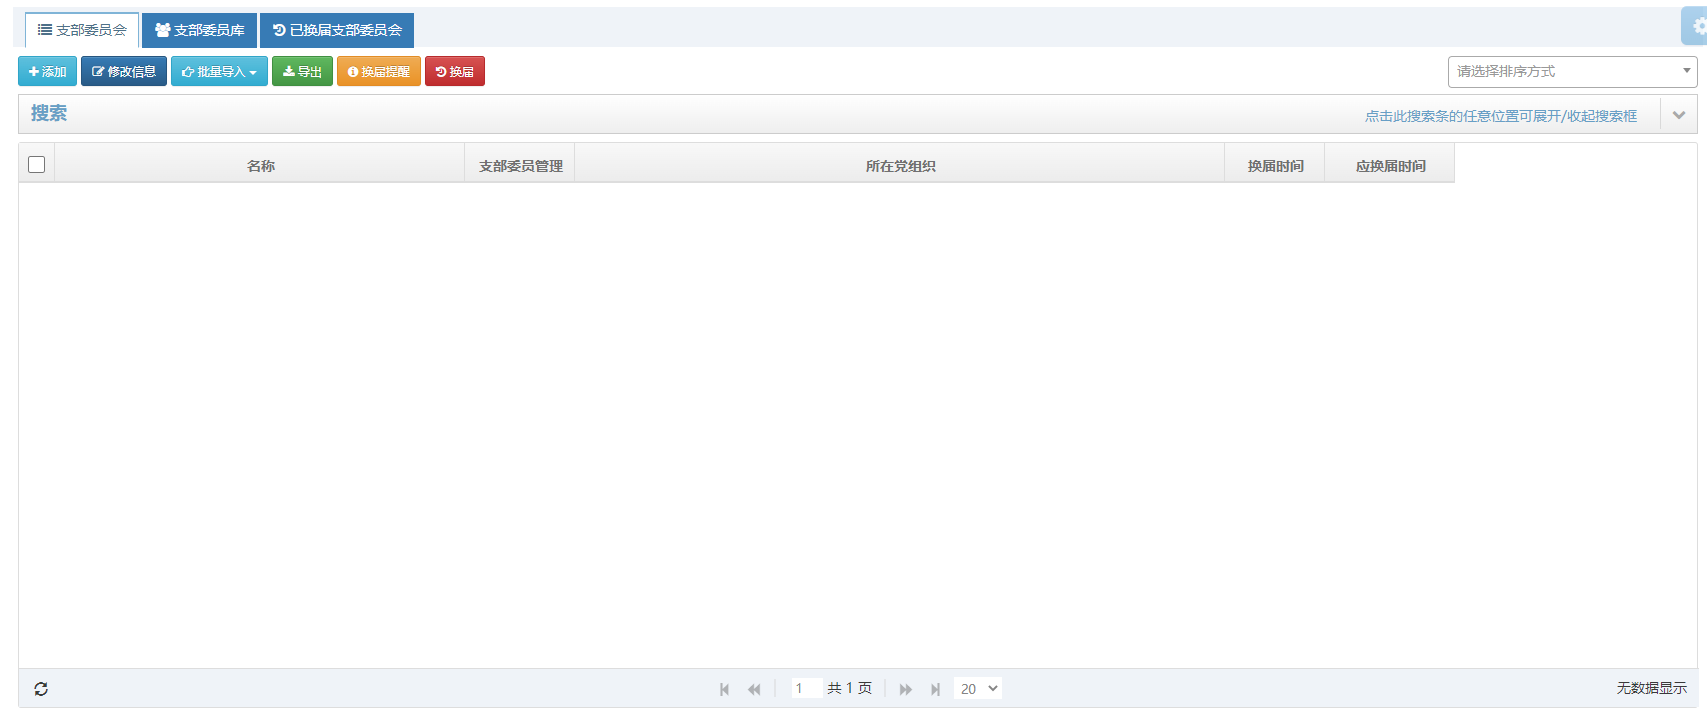 支部委员会 支部委员库 已换届支部委员会
添加 修改信息 批量导入 导出 换届提醒 换届 请选择排序方式
搜索 点击此搜索条的任意位置可展开/收起搜索框
名称 支部委员管理 所在党组织 换届时间 应换届时间
1 共 1 页 20 无数据显示